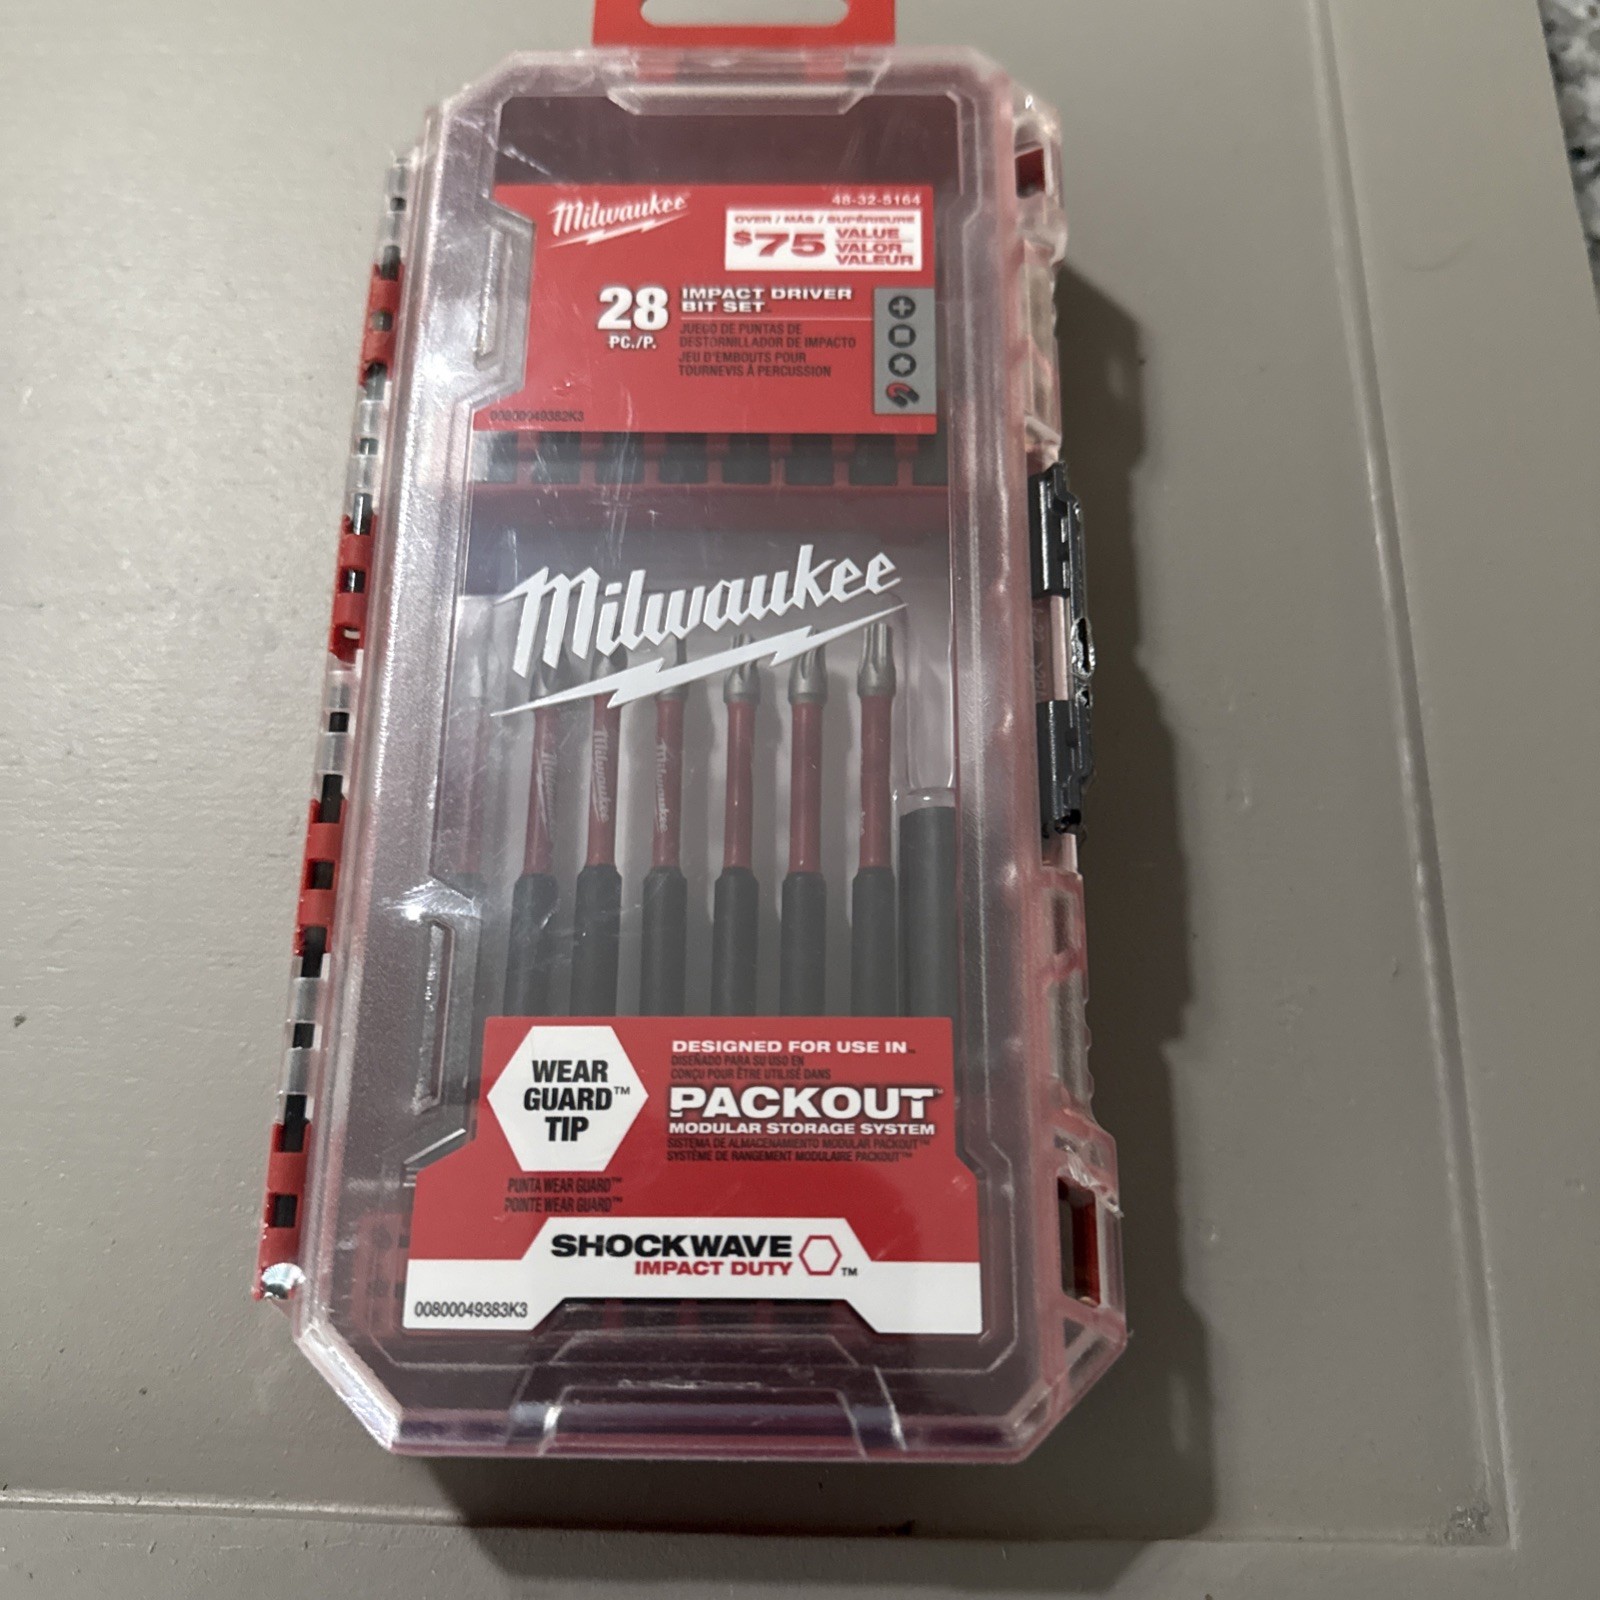 Milwaukee
48-32-5164
OVER / MÁS / SUPÉRIEURE
$75 VALUE
VALOR
VALEUR
28
PC./P.
IMPACT DRIVER
BIT SET
JUEGO DE PUNTAS DE
DESTORNILLADOR DE IMPACTO
JEU D'EMBOUTS POUR
TOURNEVIS À PERCUSSION
00800049382K3
Milwaukee
Milwaukee
Milwaukee
Milwaukee
WEAR
GUARD™
TIP
PUNTA WEAR GUARD™
POINTE WEAR GUARD™
DESIGNED FOR USE IN
DISEÑADO PARA SU USO EN
CONÇU POUR ÊTRE UTILISÉ DANS
PACKOUT™
MODULAR STORAGE SYSTEM
SISTEMA DE ALMACENAMIENTO MODULAR PACKOUT™
SYSTÈME DE RANGEMENT MODULAIRE PACKOUT™
SHOCKWAVE
IMPACT DUTY™
00800049383K3